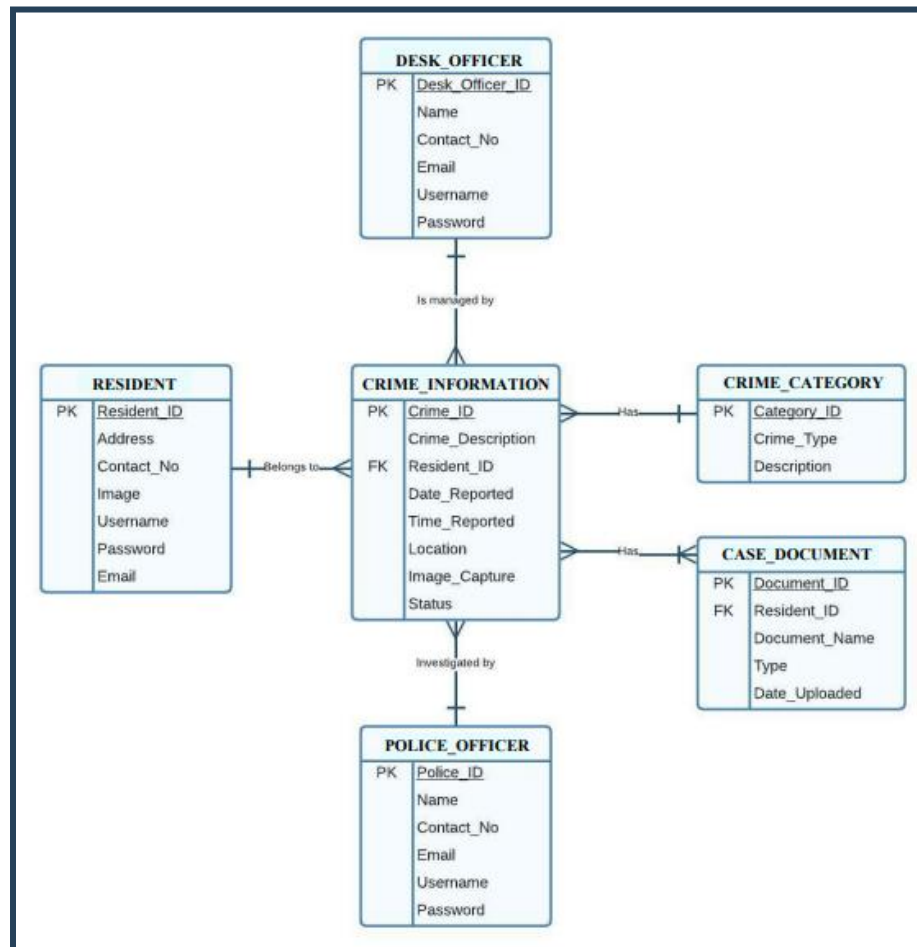 DESK_OFFICER
PK Desk_Officer_ID
Name
Contact_No
Email
Username
Password
Is managed by
RESIDENT
PK Resident_ID
Address
Contact_No
Image
Username
Password
Email
Belongs to
CRIME_INFORMATION
PK Crime_ID
Crime_Description
FK Resident_ID
Date_Reported
Time_Reported
Location
Image_Capture
Status
Has
CRIME_CATEGORY
PK Category_ID
Crime_Type
Description
Has
CASE_DOCUMENT
PK Document_ID
FK Resident_ID
Document_Name
Type
Date_Uploaded
Investigated by
POLICE_OFFICER
PK Police_ID
Name
Contact_No
Email
Username
Password